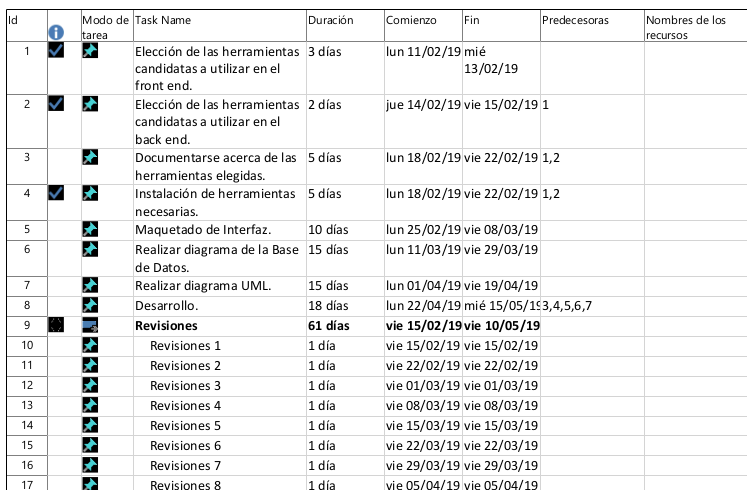 Id Modo de tarea Task Name Duración Comienzo Fin Predecesoras Nombres de los recursos
1 Elección de las herramientas candidatas a utilizar en el front end. 3 días lun 11/02/19 mié 13/02/19
2 Elección de las herramientas candidatas a utilizar en el back end. 2 días jue 14/02/19 vie 15/02/19 1
3 Documentarse acerca de las herramientas elegidas. 5 días lun 18/02/19 vie 22/02/19 1,2
4 Instalación de herramientas necesarias. 5 días lun 18/02/19 vie 22/02/19 1,2
5 Maquetado de Interfaz. 10 días lun 25/02/19 vie 08/03/19
6 Realizar diagrama de la Base de Datos. 15 días lun 11/03/19 vie 29/03/19
7 Realizar diagrama UML. 15 días lun 01/04/19 vie 19/04/19
8 Desarrollo. 18 días lun 22/04/19 mié 15/05/19 3,4,5,6,7
9 Revisiones 61 días vie 15/02/19 vie 10/05/19
10 Revisiones 1 1 día vie 15/02/19 vie 15/02/19
11 Revisiones 2 1 día vie 22/02/19 vie 22/02/19
12 Revisiones 3 1 día vie 01/03/19 vie 01/03/19
13 Revisiones 4 1 día vie 08/03/19 vie 08/03/19
14 Revisiones 5 1 día vie 15/03/19 vie 15/03/19
15 Revisiones 6 1 día vie 22/03/19 vie 22/03/19
16 Revisiones 7 1 día vie 29/03/19 vie 29/03/19
17 Revisiones 8 1 día vie 05/04/19 vie 05/04/19